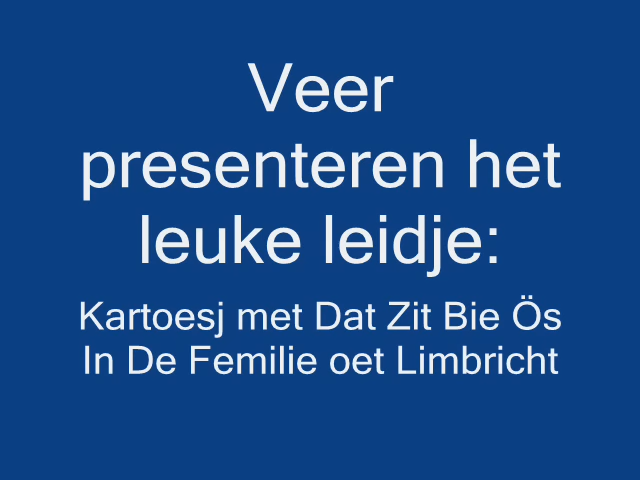 Veer
presenteren het
leuke leidje:
Kartoesj met Dat Zit Bie Ös
In De Femilie oet Limbricht